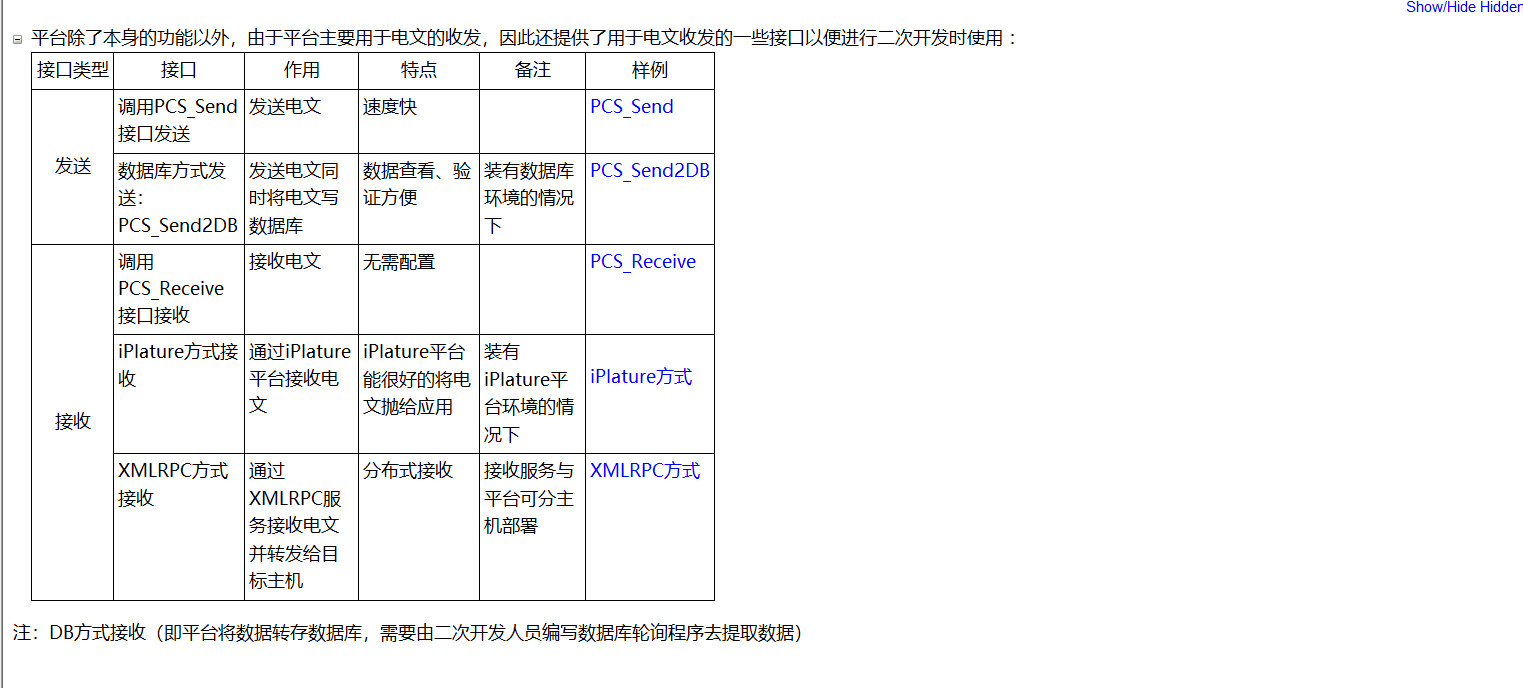 Show/Hide Hidden
平台除了本身的功能以外，由于平台主要用于电文的收发，因此还提供了用于电文收发的一些接口以便进行二次开发时使用：
接口类型 接口 作用 特点 备注 样例
发送
调用PCS_Send
接口发送
发送电文
速度快
PCS_Send
数据库方式发
送：
PCS_Send2DB
发送电文同
时将电文写
数据库
数据查看、验
证方便
装有数据库
环境的情况
下
PCS_Send2DB
接收
调用
PCS_Receive
接口接收
接收电文
无需配置
PCS_Receive
iPlature方式接
收
通过iPlature
平台接收电
文
iPlature平台
能很好的将电
文抛给应用
装有
iPlature平
台环境的情
况下
iPlature方式
XMLRPC方式
接收
通过
XMLRPC服
务接收电文
并转发给目
标主机
分布式接收
接收服务与
平台可分主
机部署
XMLRPC方式
注：DB方式接收（即平台将数据转存数据库，需要由二次开发人员编写数据库轮询程序去提取数据）